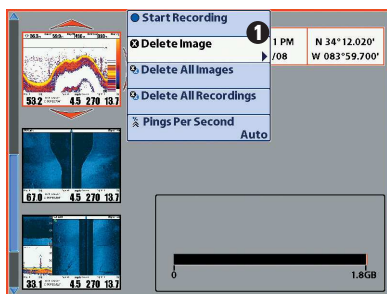 Start Recording
Delete Image
1
Delete All Images
Delete All Recordings
Pings Per Second
Auto
1 PM
/08
N 34°12.020'
W 083°59.700'
53.2 4.5 270 13.7
67.0 4.5 270 13.7
33.1 4.5 270 13.7
0 1.8GB